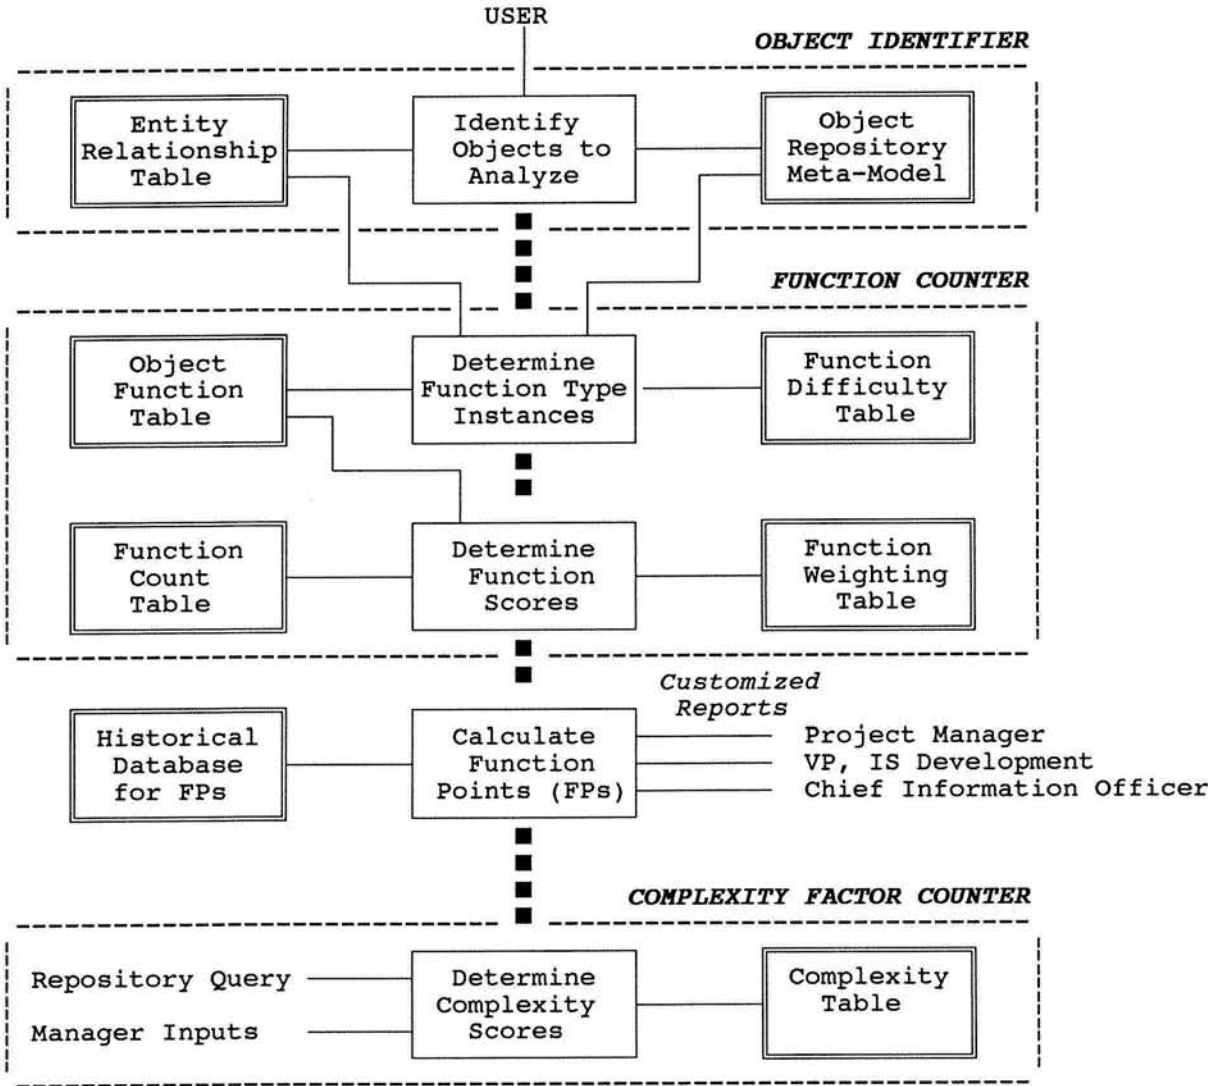 USER
OBJECT IDENTIFIER
Entity
Relationship
Table
Identify
Objects to
Analyze
Object
Repository
Meta-Model
FUNCTION COUNTER
Object
Function
Table
Determine
Function Type
Instances
Function
Difficulty
Table
Function
Count
Table
Determine
Function
Scores
Function
Weighting
Table
Customized
Reports
Historical
Database
for FPs
Calculate
Function
Points (FPs)
Project Manager
VP, IS Development
Chief Information Officer
COMPLEXITY FACTOR COUNTER
Repository Query
Manager Inputs
Determine
Complexity
Scores
Complexity
Table